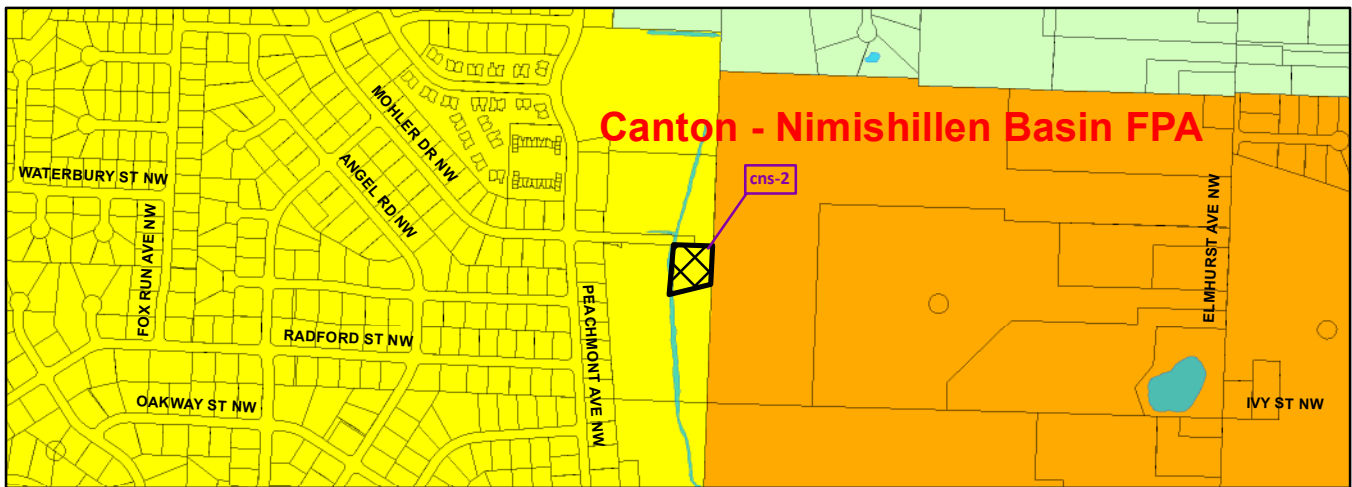 Canton - Nimishillen Basin FPA
MOHLER DR NW
ANGEL RD NW
WATERBURY ST NW
cns-2
FOX RUN AVE NW
ELMHURST AVE NW
PEACHMONT AVE NW
RADFORD ST NW
OAKWAY ST NW
IVY ST NW